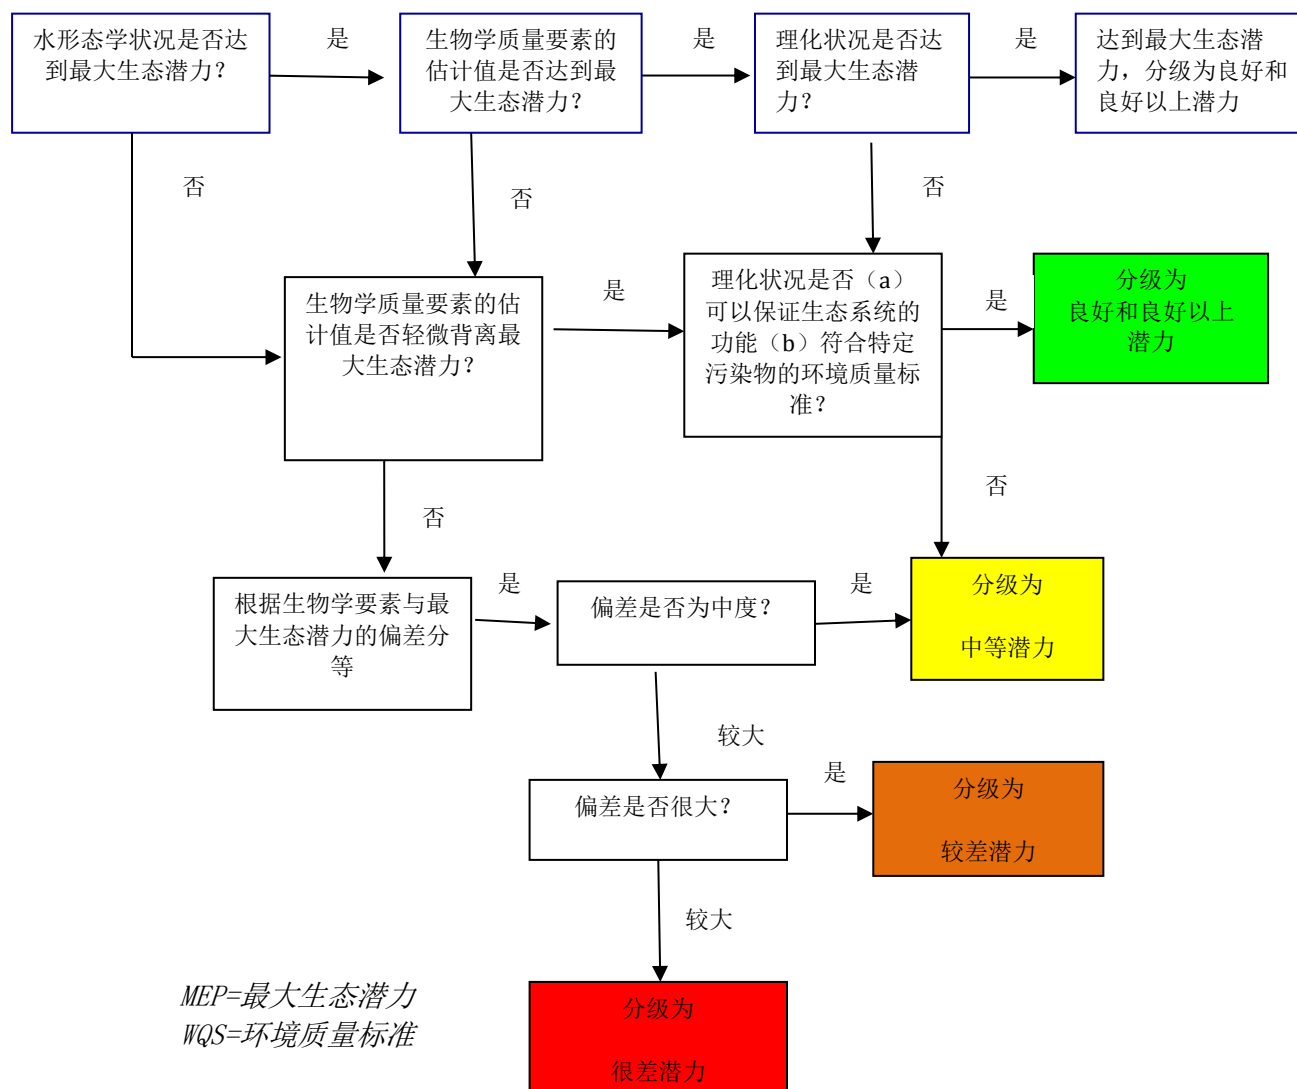 水形态学状况是否达
到最大生态潜力？
是
生物学质量要素的
估计值是否达到最
大生态潜力？
是
理化状况是否达
到最大生态潜
力？
是
达到最大生态潜
力，分级为良好和
良好以上潜力
否
否
否
生物学质量要素的估
计值是否轻微背离最
大生态潜力？
是
理化状况是否（a）
可以保证生态系统的
功能（b）符合特定
污染物的环境质量标
准？
是
分级为
良好和良好以上
潜力
否
否
根据生物学要素与最
大生态潜力的偏差分
等
是
偏差是否为中度？
是
分级为
中等潜力
较大
偏差是否很大？
是
分级为
较差潜力
较大
MEP=最大生态潜力
WQS=环境质量标准
分级为
很差潜力